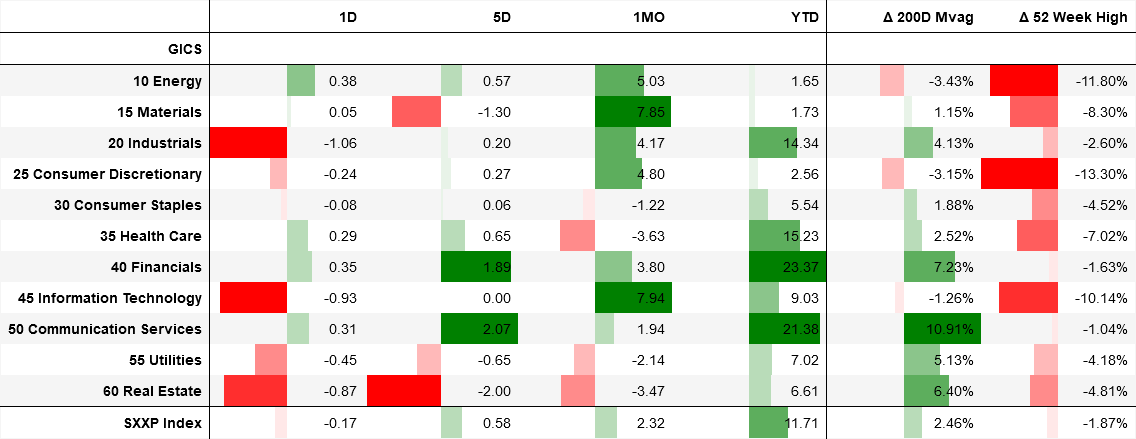 1D 5D 1MO YTD Δ 200D Mvag Δ 52 Week High
GICS
10 Energy 0.38 0.57 5.03 1.65 -3.43% -11.80%
15 Materials 0.05 -1.30 7.85 1.73 1.15% -8.30%
20 Industrials -1.06 0.20 4.17 14.34 4.13% -2.60%
25 Consumer Discretionary -0.24 0.27 4.80 2.56 -3.15% -13.30%
30 Consumer Staples -0.08 0.06 -1.22 5.54 1.88% -4.52%
35 Health Care 0.29 0.65 -3.63 15.23 2.52% -7.02%
40 Financials 0.35 1.89 3.80 23.37 7.23% -1.63%
45 Information Technology -0.93 0.00 7.94 9.03 -1.26% -10.14%
50 Communication Services 0.31 2.07 1.94 21.38 10.91% -1.04%
55 Utilities -0.45 -0.65 -2.14 7.02 5.13% -4.18%
60 Real Estate -0.87 -2.00 -3.47 6.61 6.40% -4.81%
SXXP Index -0.17 0.58 2.32 11.71 2.46% -1.87%